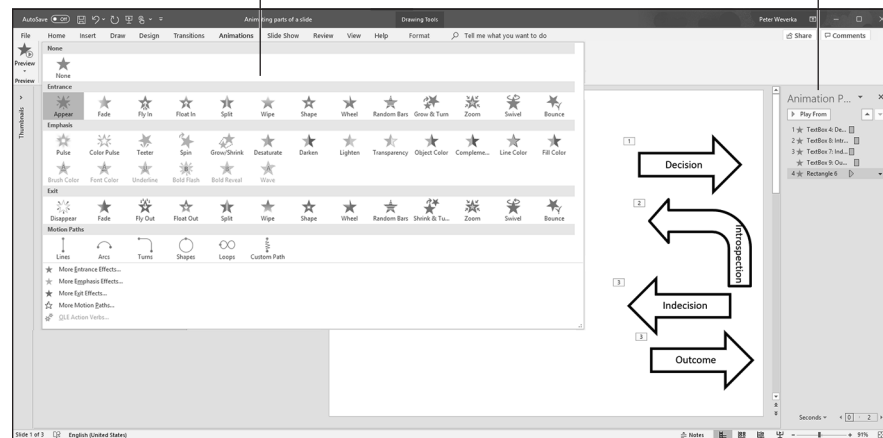 AutoSave Off Animating parts of a slide Drawing Tools Peter Weverka
File Home Insert Draw Design Transitions Animations Slide Show Review View Help Format Tell me what you want to do Share Comments
Preview
Preview
Thumbnails
None
None
Entrance
Appear Fade Fly In Float In Split Wipe Shape Wheel Random Bars Grow & Turn Zoom Swivel Bounce
Emphasis
Pulse Color Pulse Teeter Spin Grow/Shrink Desaturate Darken Lighten Transparency Object Color Compleme... Line Color Fill Color
Brush Color Font Color Underline Bold Flash Bold Reveal Wave
Exit
Disappear Fade Fly Out Float Out Split Wipe Shape Wheel Random Bars Shrink & Tu... Zoom Swivel Bounce
Motion Paths
Lines Arcs Turns Shapes Loops Custom Path
More Entrance Effects...
More Emphasis Effects...
More Exit Effects...
More Motion Paths...
OLE Action Verbs...
1
Decision
2
Introspection
3
Indecision
3
Outcome
Animation P...
Play From
1 TextBox 4: De...
2 TextBox 8: Intr...
3 TextBox 7: Ind...
TextBox 9: Ou...
4 Rectangle 6
Seconds 0 2
Slide 1 of 3 English (United States) Notes 91%